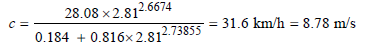 c = \frac{28.08 × 2.81^{2.6674}}{0.184 + 0.816 × 2.81^{2.73855}} = 31.6 km/h = 8.78 m/s